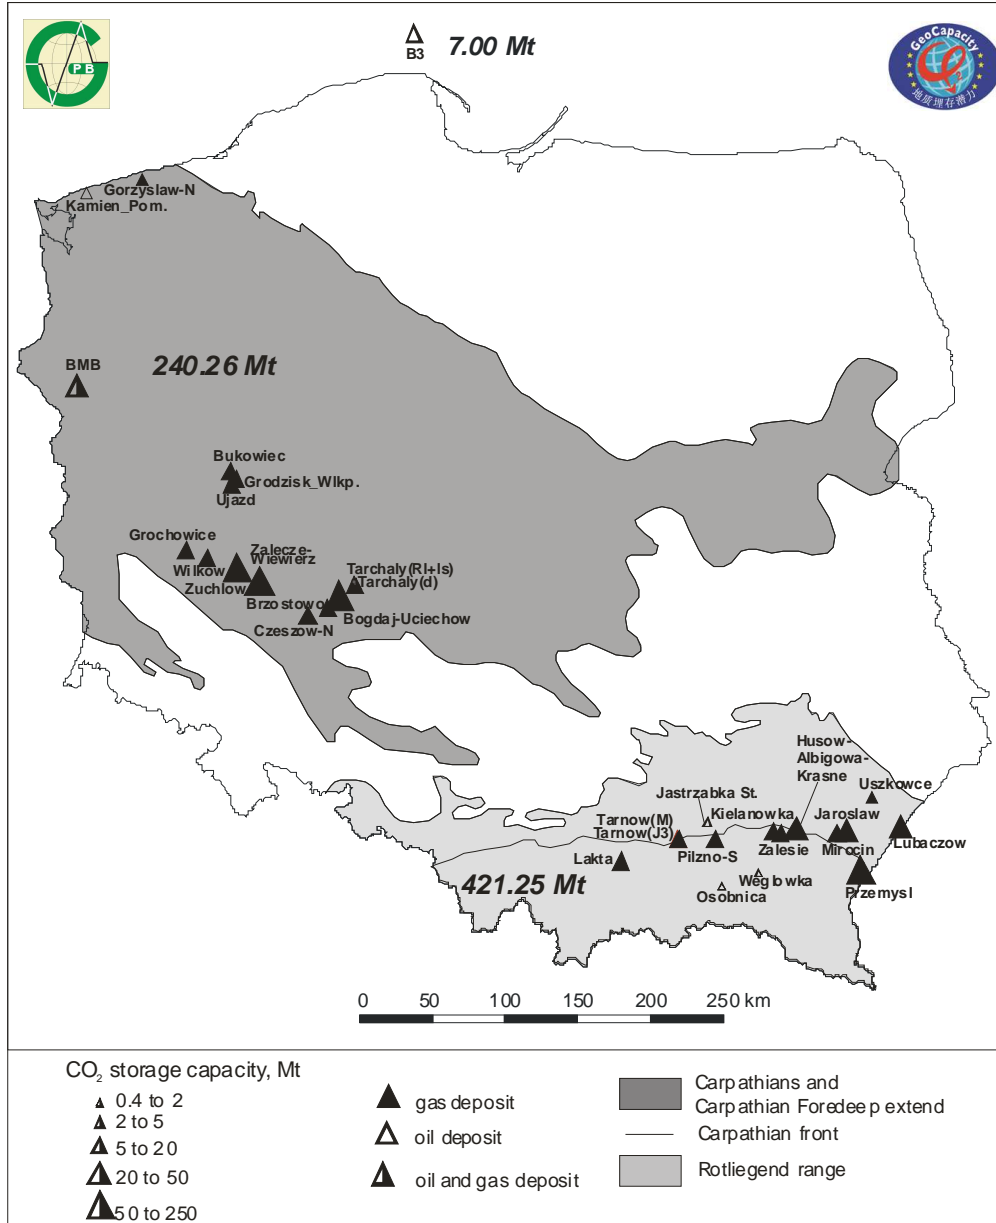 B3
7.00 Mt
PB
GeoCapacity
地质埋存潜力
Gorzyslaw-N
Kamien_Pom.
240.26 Mt
BMB
Bukowiec
Grodzisk_Wlkp.
Ujazd
Grochowice
Wilkow
Zalecze-
Wiewierz
Zuchlow
Tarchaly(Rl+ls)
Tarchaly(d)
Brzostowo
Bogdaj-Uciechow
Czeszow-N
Husow-
Albigowa-
Krasne
Uszkowce
Jastrzabka St.
Kielanowka
Jaroslaw
Tarnow(M)
Tarnow(J3)
Lakta
Pilzno-S
Zalesie
Mirocin
Lubaczow
Weglowka
Osobnica
Przemysl
421.25 Mt
0 50 100 150 200 250 km
CO2 storage capacity, Mt
0.4 to 2
2 to 5
5 to 20
20 to 50
50 to 250
gas deposit
oil deposit
oil and gas deposit
Carpathians and
Carpathian Foredeep extend
Carpathian front
Rotliegend range